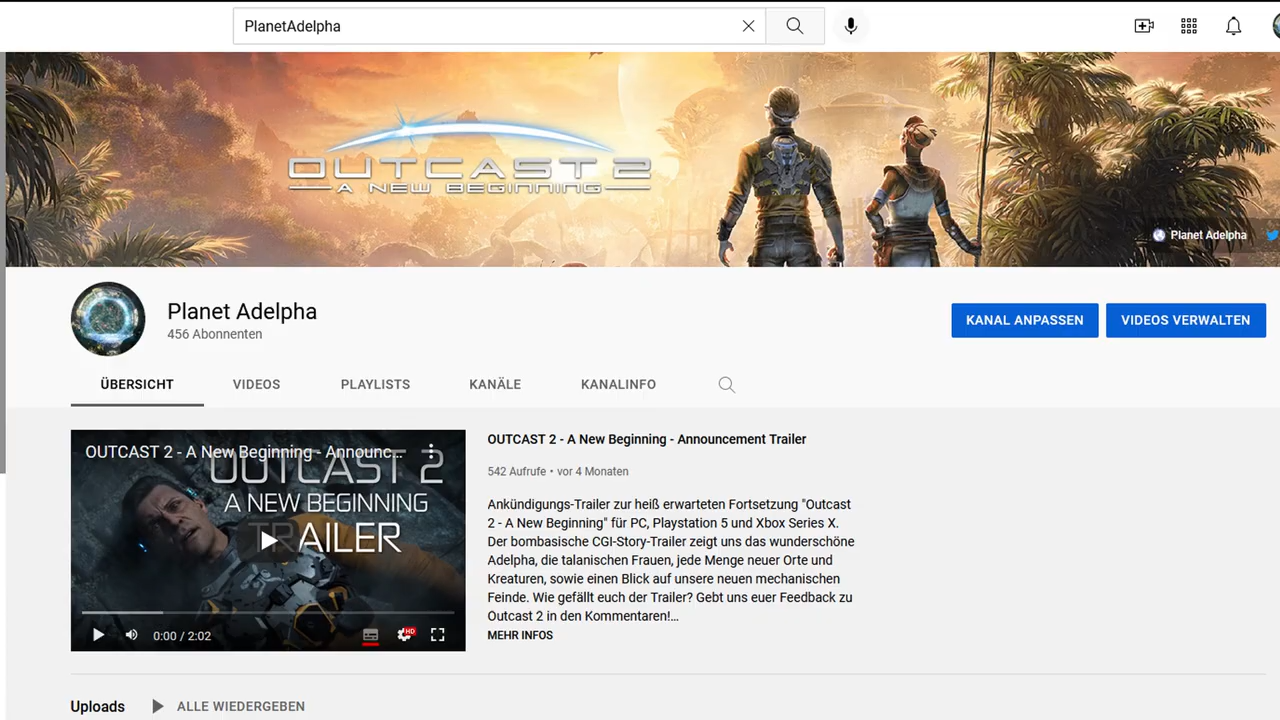 PlanetAdelpha
OUTCAST 2
A NEW BEGINNING
Planet Adelpha
Planet Adelpha
456 Abonnenten
KANAL ANPASSEN
VIDEOS VERWALTEN
ÜBERSICHT
VIDEOS
PLAYLISTS
KANÄLE
KANALINFO
OUTCAST 2 - A New Beginning - Announc...
OUTCAST 2
A NEW BEGINNING
TRAILER
0:00 / 2:02
HD
OUTCAST 2 - A New Beginning - Announcement Trailer
542 Aufrufe • vor 4 Monaten
Ankündigungs-Trailer zur heiß erwarteten Fortsetzung "Outcast
2 - A New Beginning" für PC, Playstation 5 und Xbox Series X.
Der bombasische CGI-Story-Trailer zeigt uns das wunderschöne
Adelpha, die talanischen Frauen, jede Menge neuer Orte und
Kreaturen, sowie einen Blick auf unsere neuen mechanischen
Feinde. Wie gefällt euch der Trailer? Gebt uns euer Feedback zu
Outcast 2 in den Kommentaren!...
MEHR INFOS
Uploads
ALLE WIEDERGEBEN